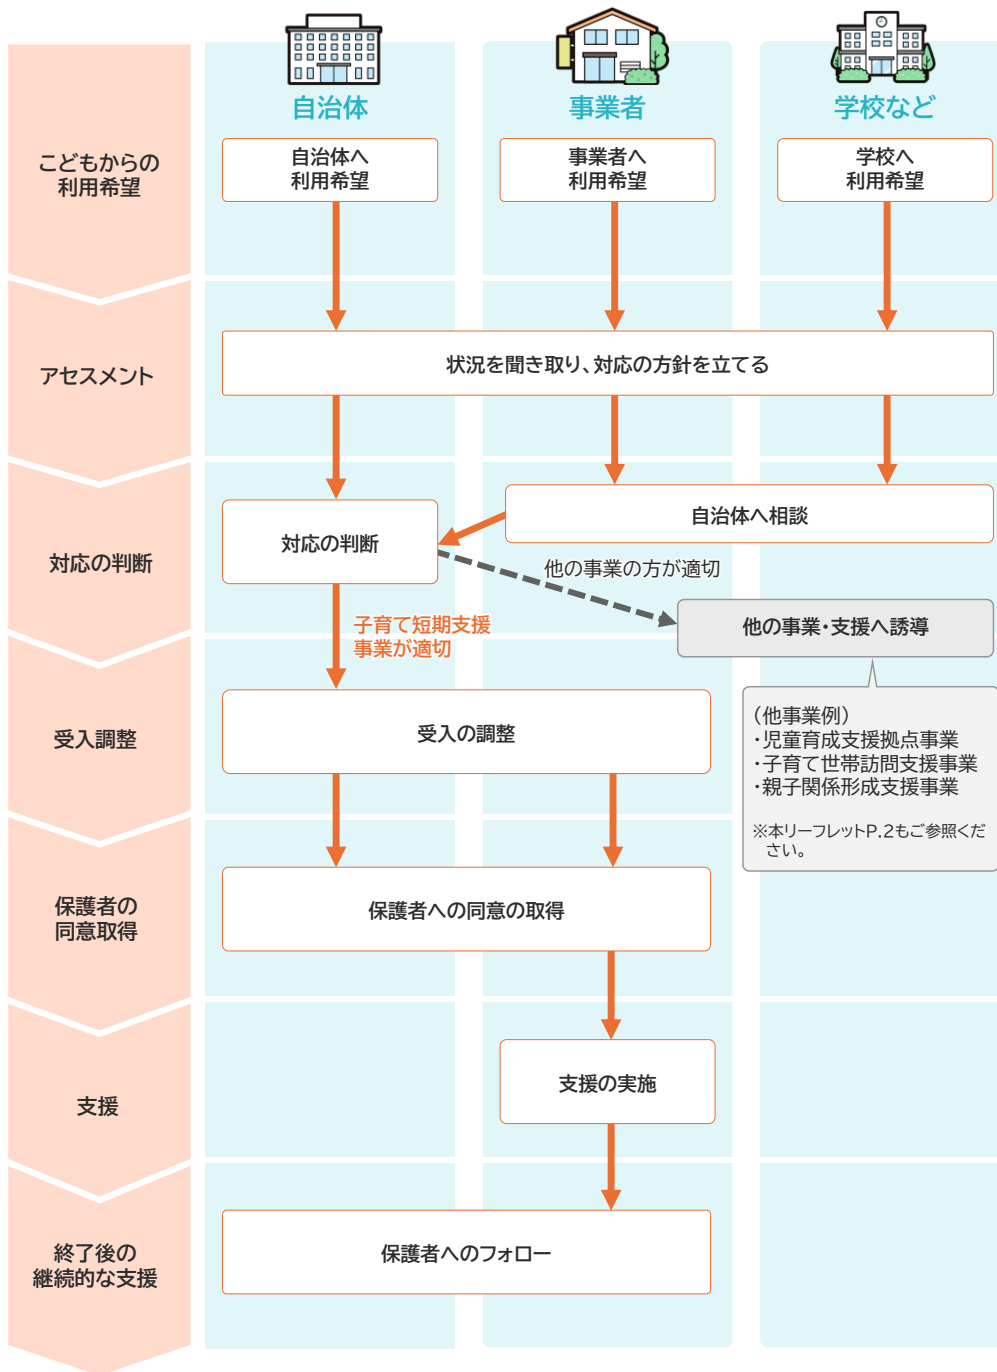 自治体
事業者
学校など
こどもからの
利用希望
自治体へ
利用希望
事業者へ
利用希望
学校へ
利用希望
アセスメント
状況を聞き取り、対応の方針を立てる
対応の判断
対応の判断
自治体へ相談
他の事業の方が適切
子育て短期支援
事業が適切
他の事業・支援へ誘導
受入調整
受入の調整
(他事業例)
・児童育成支援拠点事業
・子育て世帯訪問支援事業
・親子関係形成支援事業
※本リーフレットP.2もご参照くだ
さい。
保護者の
同意取得
保護者への同意の取得
支援
支援の実施
終了後の
継続的な支援
保護者へのフォロー